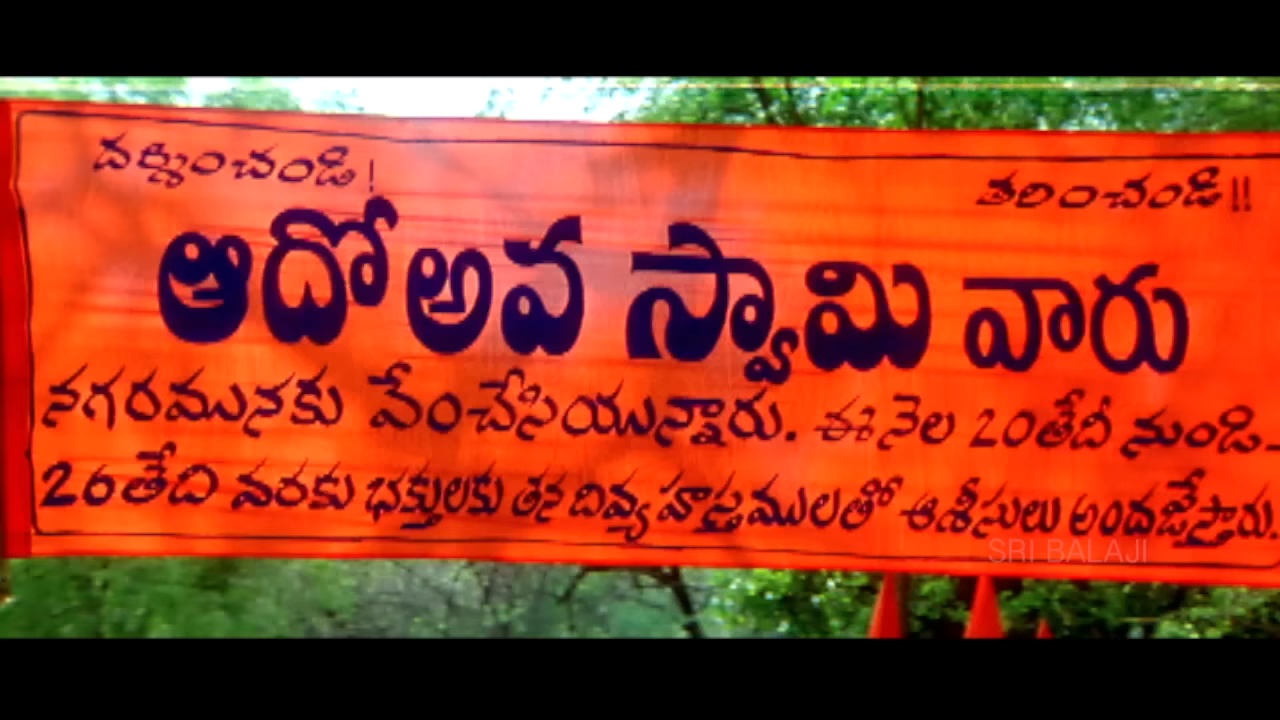 దర్శించండి!
తరించండి!!
ఆదో అవ స్వామి వారు
నగరమునకు వేంచేసియున్నారు. ఈ నెల 20తేదీ నుండి-
26తేది వరకు భక్తులకు తన దివ్య హస్తములతో ఆశీసులు అందజేస్తారు.
SRI BALAJI